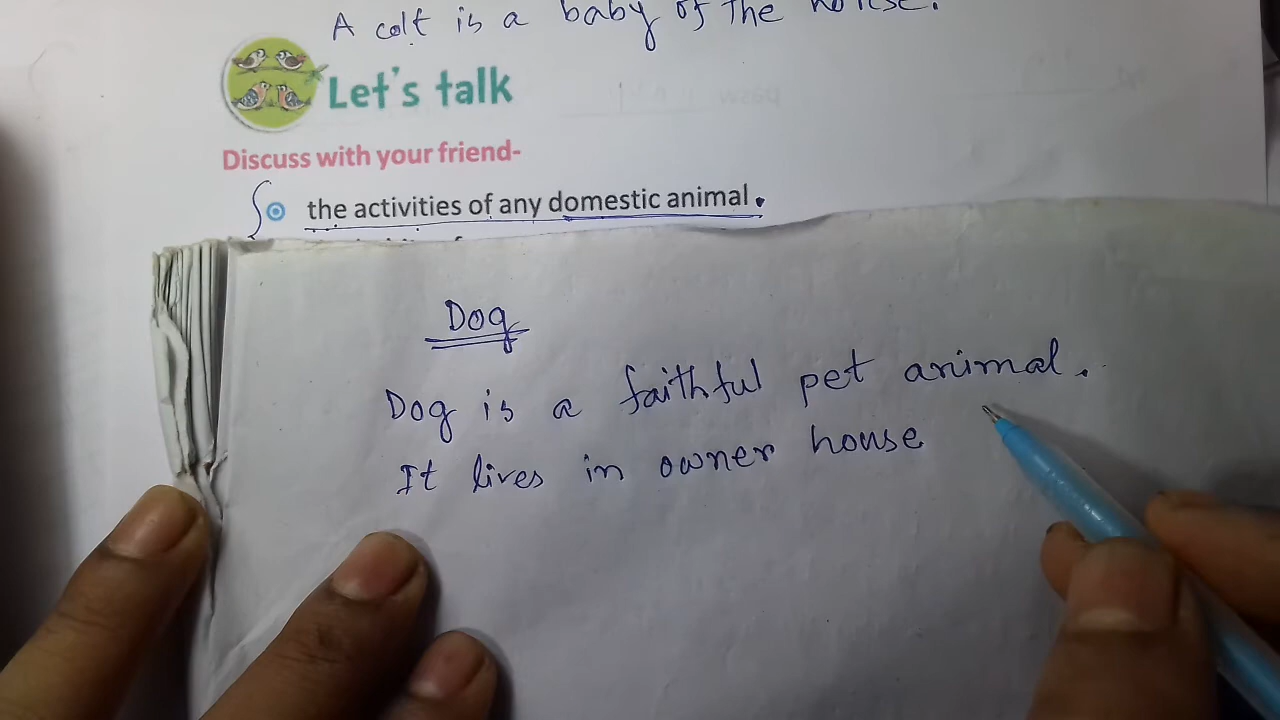 A colt is a baby of the horse.
Let's talk
Discuss with your friend-
the activities of any domestic animal.
Dog
Dog is a faithful pet animal.
It lives in owner house